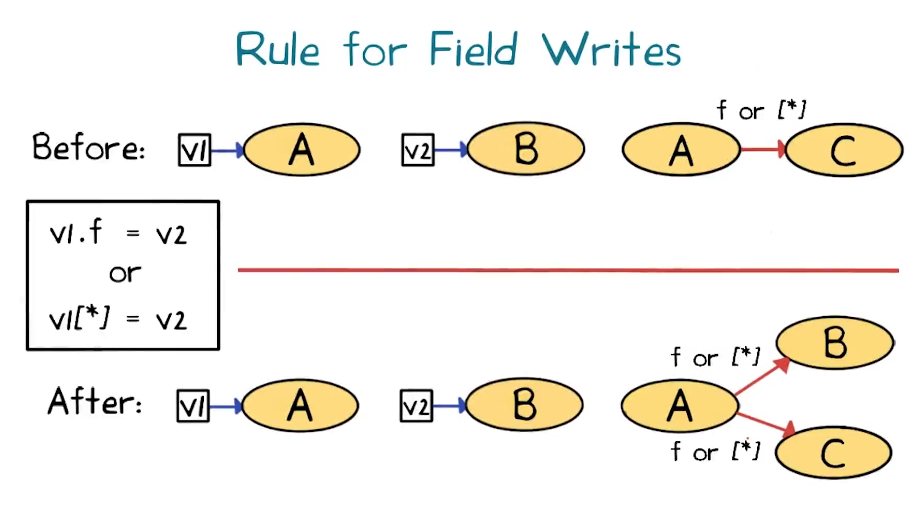 Rule for Field Writes
f or [*]
Before: v1 A v2 B A C
v1.f = v2
or
v1[*] = v2
f or [*] B
After: v1 A v2 B A
f or [*] C